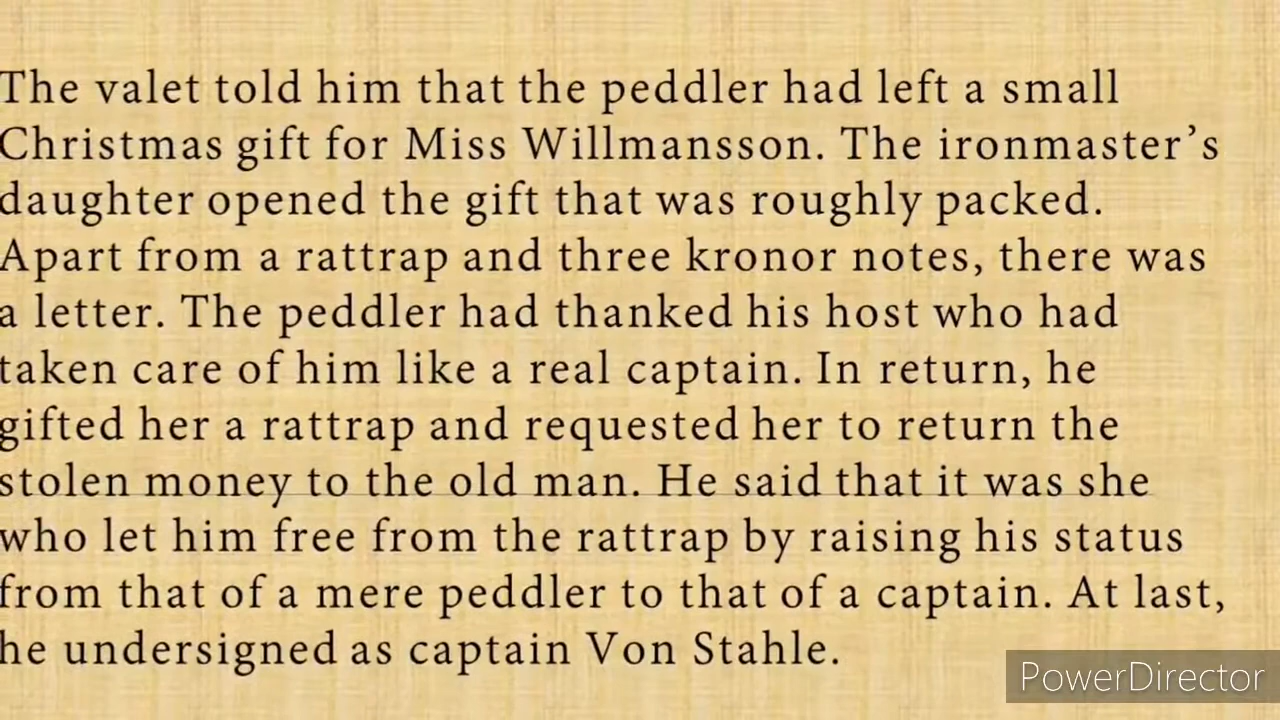 The valet told him that the peddler had left a small
Christmas gift for Miss Willmansson. The ironmaster’s
daughter opened the gift that was roughly packed.
Apart from a rattrap and three kronor notes, there was
a letter. The peddler had thanked his host who had
taken care of him like a real captain. In return, he
gifted her a rattrap and requested her to return the
stolen money to the old man. He said that it was she
who let him free from the rattrap by raising his status
from that of a mere peddler to that of a captain. At last,
he undersigned as captain Von Stahle.
PowerDirector